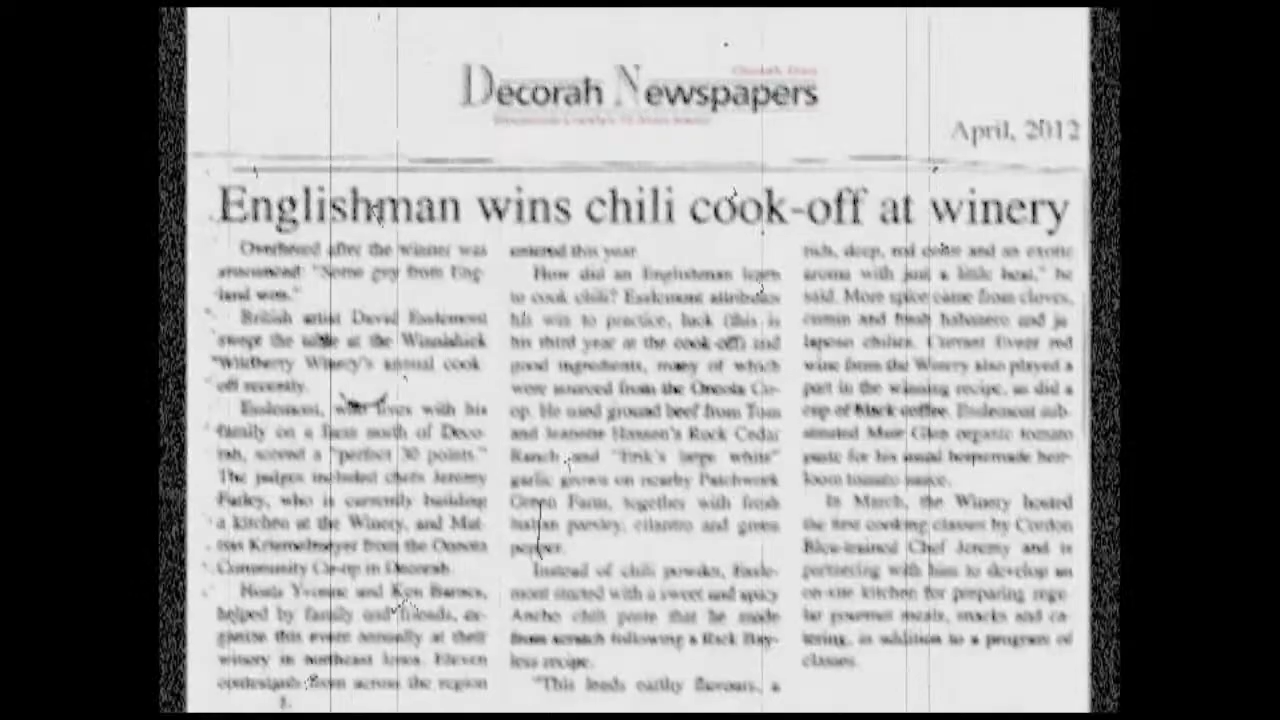 Decorah Newspapers
April, 2012
Englishman wins chili cook-off at winery
Overheard after the winner was
announced: "Some guy from Eng-
land won."
British artist David Esslemont
swept the table at the Winneshiek
Wildberry Winery's annual cook-
off recently.
Esslemont, who lives with his
family on a farm north of Deco-
rah, scored a "perfect 30 points."
The judges included chefs Jeremy
who is currently building
a kitchen at the Winery, and Mat-
from the Oneota
Community Co-op in Decorah.
Hosts Yvonne and Ken Barnes,
helped by family and friends, or-
ganise this event annually at their
winery in northeast Iowa. Eleven
contestants from across the region
entered this year.
How did an Englishman learn
to cook chili? Esslemont attributes
his win to practice, luck (this is
his third year at the cook-off) and
good ingredients, many of which
were sourced from the Oneota Co-
op. He used ground beef from Tom
and Jeanette Hansen's Rock Cedar
Ranch and large white"
garlic grown on nearby Patchwork
Green Farm, together with fresh
Italian parsley, cilantro and green
pepper.
Instead of chili powder, Essle-
mont started with a sweet and spicy
Ancho chili paste that he made
from scratch following a Rick Bay-
less recipe.
"This lends earthy flavours, a
rich, deep, red color and an exotic
aroma with just a little heat," he
said. More spice came from cloves,
cumin and fresh habanero and ja-
lapeno chilies. red
wine from the Winery also played a
part in the winning recipe, as did a
cup of black coffee. Esslemont sub-
stituted Muir Glen organic tomato
paste for his usual homemade heir-
loom tomato sauce.
In March, the Winery hosted
the first cooking classes by Cordon
Bleu-trained Chef Jeremy and is
partnering with him to develop an
on-site kitchen for preparing regu-
lar gourmet meals, snacks and ca-
tering, in addition to a program of
classes.